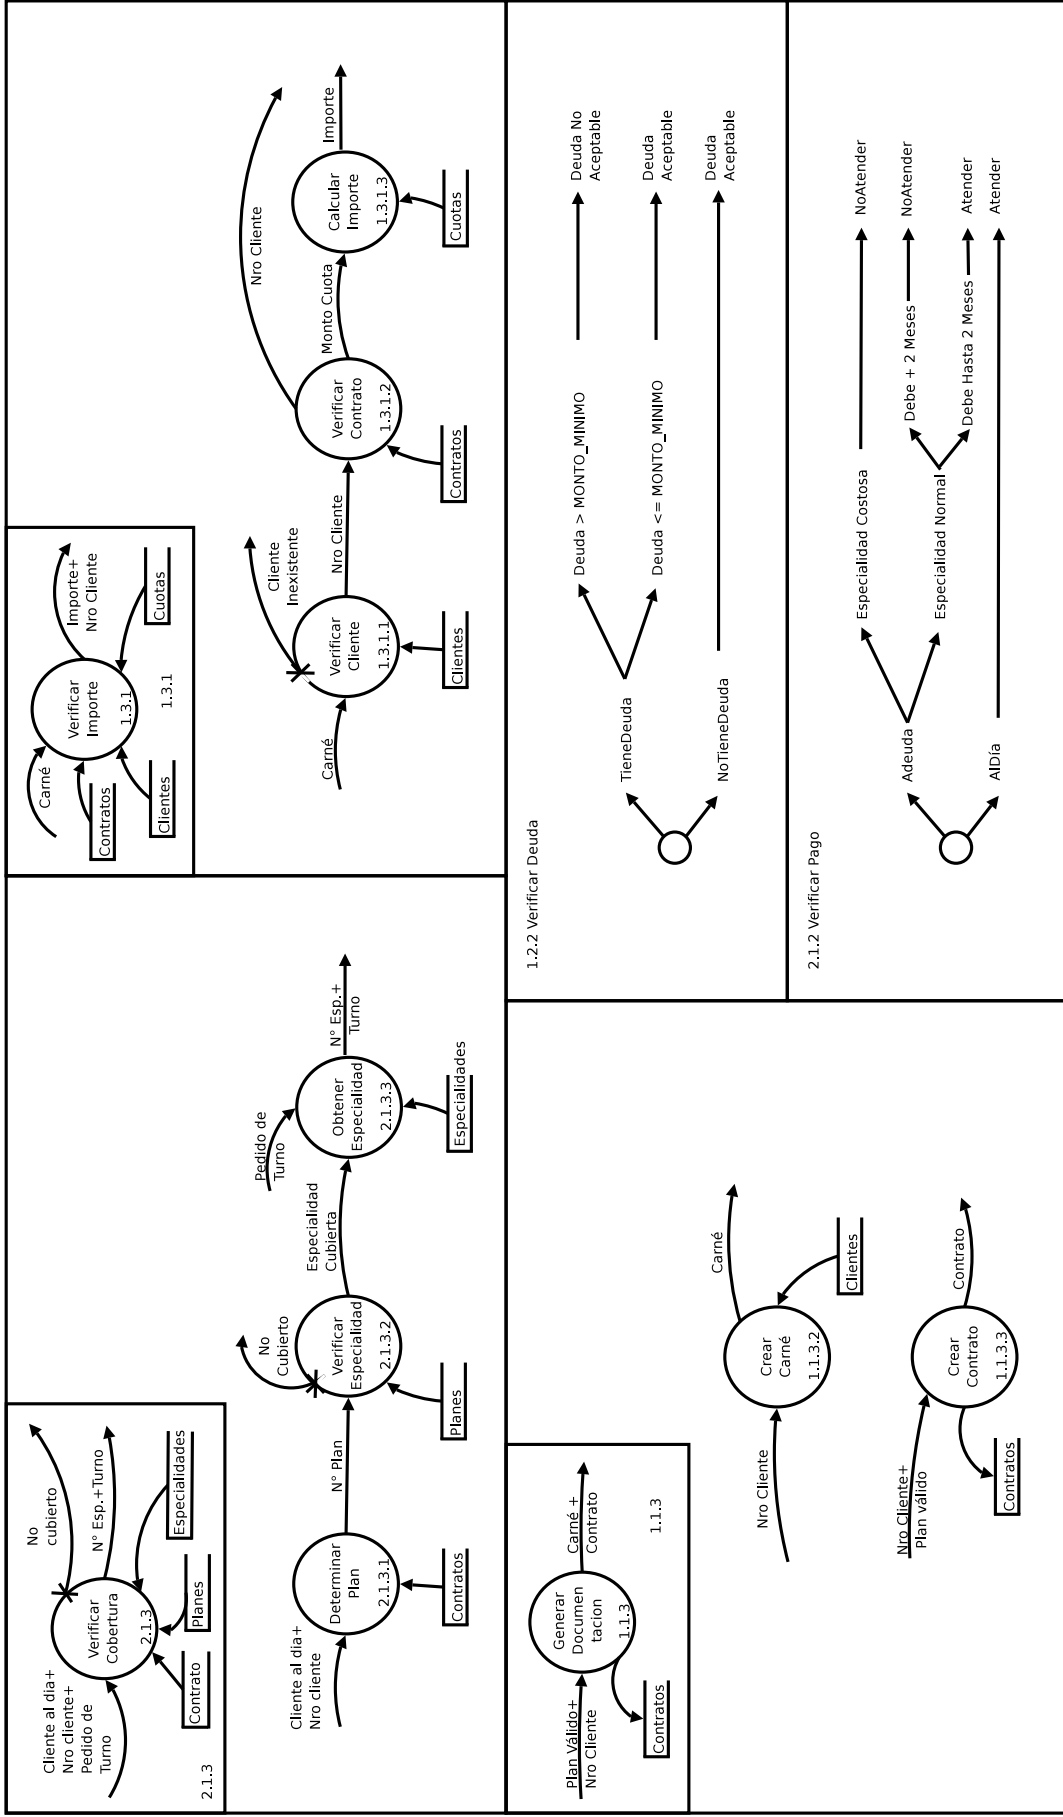 Cliente al dia+
Nro cliente+
Pedido de
Turno
No
cubierto
N° Esp.+Turno
Verificar
Cobertura
2.1.3
Contrato
Planes
Especialidades
2.1.3
Cliente al dia+
Nro cliente
Determinar
Plan
2.1.3.1
Contratos
N° Plan
No
Cubierto
Verificar
Especialidad
2.1.3.2
Planes
Especialidad
Cubierta
Pedido de
Turno
Obtener
Especialidad
2.1.3.3
Especialidades
N° Esp.+
Turno
Carné
Contratos
Clientes
Verificar
Importe
1.3.1
Importe+
Nro Cliente
Cuotas
1.3.1
Carné
Verificar
Cliente
1.3.1.1
Clientes
Cliente
Inexistente
Nro Cliente
Verificar
Contrato
1.3.1.2
Contratos
Nro Cliente
Monto Cuota
Calcular
Importe
1.3.1.3
Cuotas
Importe
Plan Válido+
Nro Cliente
Generar
Documen
tacion
1.1.3
Contratos
Carné +
Contrato
1.1.3
Nro Cliente
Crear
Carné
1.1.3.2
Carné
Clientes
Nro Cliente+
Plan válido
Crear
Contrato
1.1.3.3
Contrato
Contratos
1.2.2 Verificar Deuda
TieneDeuda
NoTieneDeuda
Deuda > MONTO_MINIMO
Deuda <= MONTO_MINIMO
Deuda No
Aceptable
Deuda
Aceptable
Deuda
Aceptable
2.1.2 Verificar Pago
Adeuda
AlDía
Especialidad Costosa
Especialidad Normal
Debe + 2 Meses
Debe Hasta 2 Meses
NoAtender
NoAtender
Atender
Atender